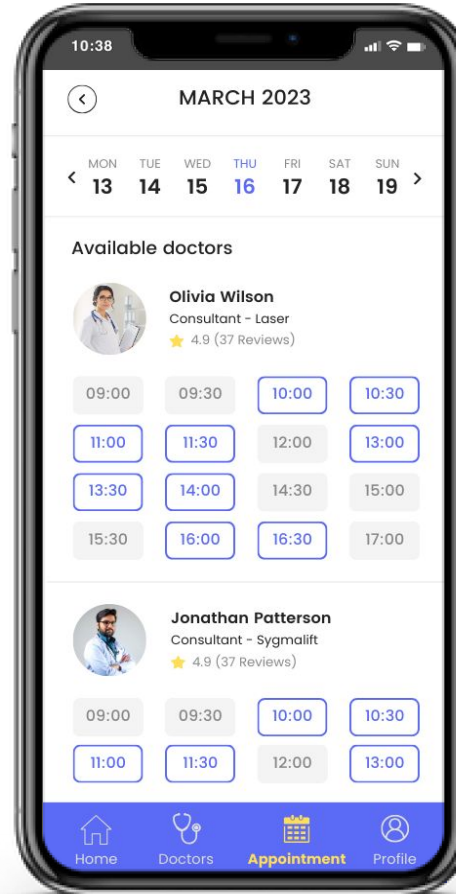 10:38
MARCH 2023
MON TUE WED THU FRI SAT SUN
13 14 15 16 17 18 19
Available doctors
Olivia Wilson
Consultant - Laser
4.9 (37 Reviews)
09:00 09:30 10:00 10:30
11:00 11:30 12:00 13:00
13:30 14:00 14:30 15:00
15:30 16:00 16:30 17:00
Jonathan Patterson
Consultant - Sygmalift
4.9 (37 Reviews)
09:00 09:30 10:00 10:30
11:00 11:30 12:00 13:00
Home Doctors Appointment Profile